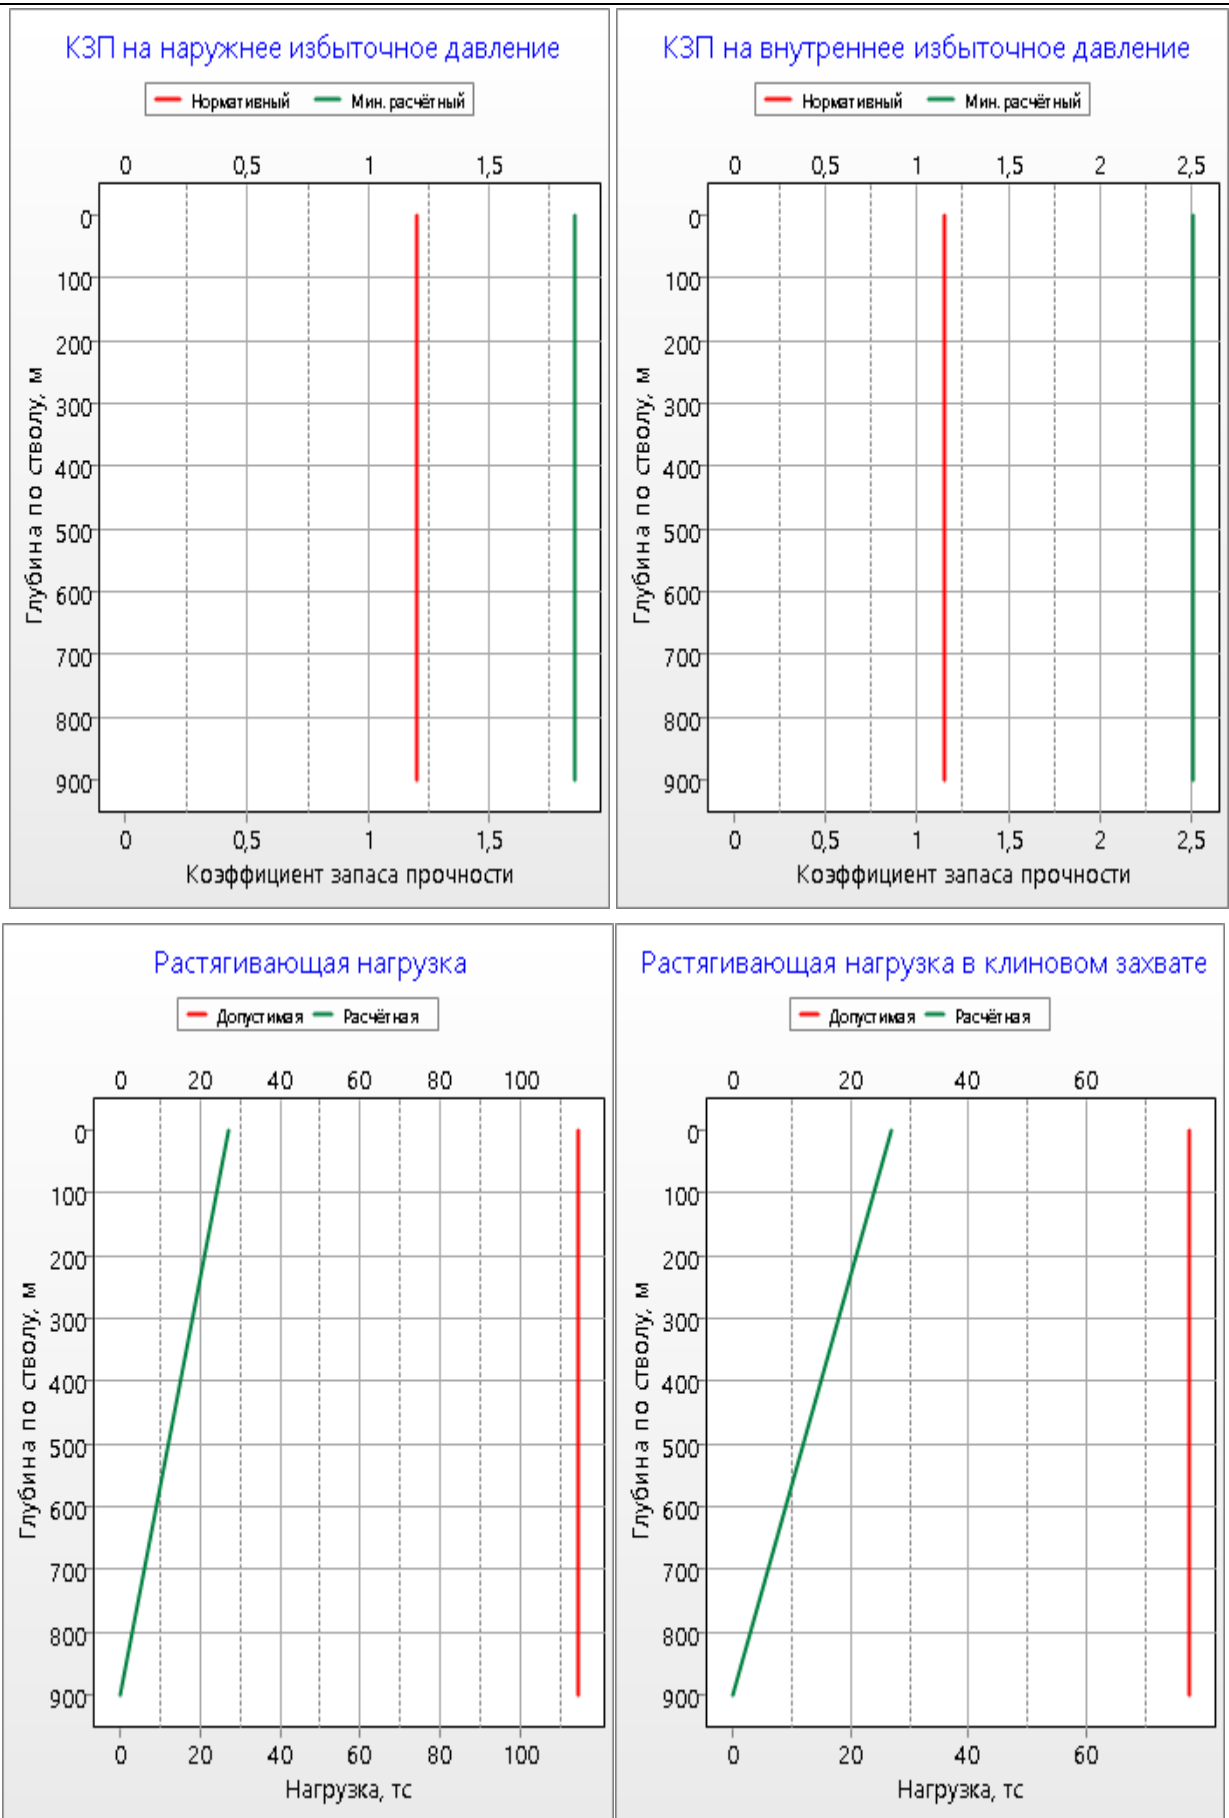 КЗП на наружнее избыточное давление
Нормативный Мин. расчётный
0 0,5 1 1,5
0
100
200
300
400
500
600
700
800
900
Глубина по стволу, м
0 0,5 1 1,5
Коэффициент запаса прочности
КЗП на внутреннее избыточное давление
Нормативный Мин. расчётный
0 0,5 1 1,5 2 2,5
0
100
200
300
400
500
600
700
800
900
Глубина по стволу, м
0 0,5 1 1,5 2 2,5
Коэффициент запаса прочности
Растягивающая нагрузка
Допустимая Расчётная
0 20 40 60 80 100
0
100
200
300
400
500
600
700
800
900
Глубина по стволу, м
0 20 40 60 80 100
Нагрузка, тс
Растягивающая нагрузка в клиновом захвате
Допустимая Расчётная
0 20 40 60
0
100
200
300
400
500
600
700
800
900
Глубина по стволу, м
0 20 40 60
Нагрузка, тс